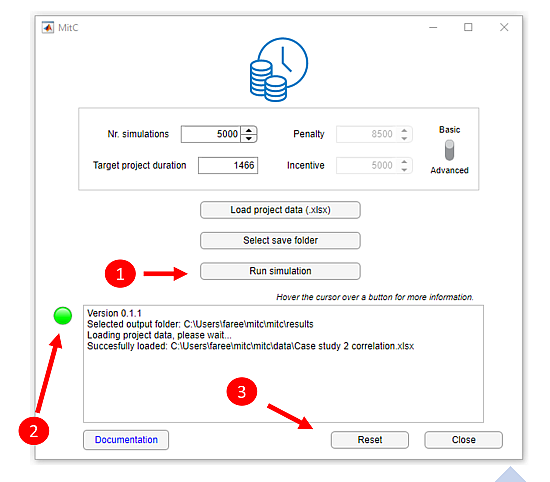 MitC
Nr. simulations 5000 Penalty 8500 Basic
Target project duration 1466 Incentive 5000 Advanced
Load project data (.xlsx)
Select save folder
1 Run simulation
Hover the cursor over a button for more information.
Version 0.1.1
Selected output folder: C:\Users\faree\mitc\mitc\results
Loading project data, please wait...
Succesfully loaded: C:\Users\faree\mitc\mitc\data\Case study 2 correlation.xlsx
3
2
Documentation Reset Close